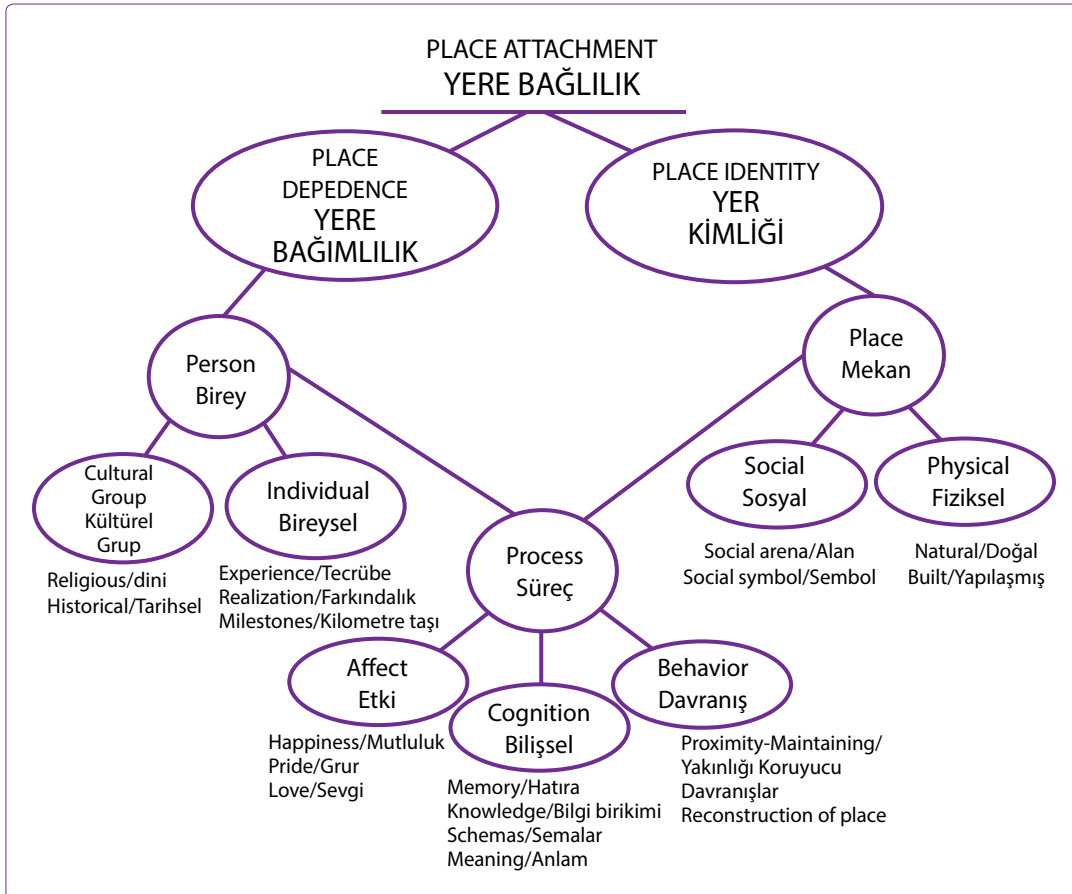 PLACE ATTACHMENT
YERE BAĞLILIK
PLACE
DEPEDENCE
YERE
BAĞIMLILIK
PLACE IDENTITY
YER
KİMLİĞİ
Person
Birey
Place
Mekan
Cultural
Group
Kültürel
Grup
Religious/dini
Historical/Tarihsel
Individual
Bireysel
Experience/Tecrübe
Realization/Farkındalık
Milestones/Kilometre taşı
Social
Sosyal
Social arena/Alan
Social symbol/Sembol
Physical
Fiziksel
Natural/Doğal
Built/Yapılaşmış
Process
Süreç
Affect
Etki
Happiness/Mutluluk
Pride/Grur
Love/Sevgi
Cognition
Bilişsel
Memory/Hatıra
Knowledge/Bilgi birikimi
Schemas/Semalar
Meaning/Anlam
Behavior
Davranış
Proximity-Maintaining/
Yakınlığı Koruyucu
Davranışlar
Reconstruction of place